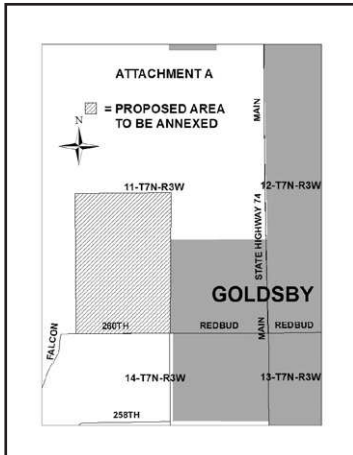 ATTACHMENT A
= PROPOSED AREA
TO BE ANNEXED
N
MAIN
11-T7N-R3W
12-T7N-R3W
STATE HIGHWAY 74
GOLDSBY
260TH
REDBUD
MAIN
REDBUD
FALCON
14-T7N-R3W
13-T7N-R3W
258TH